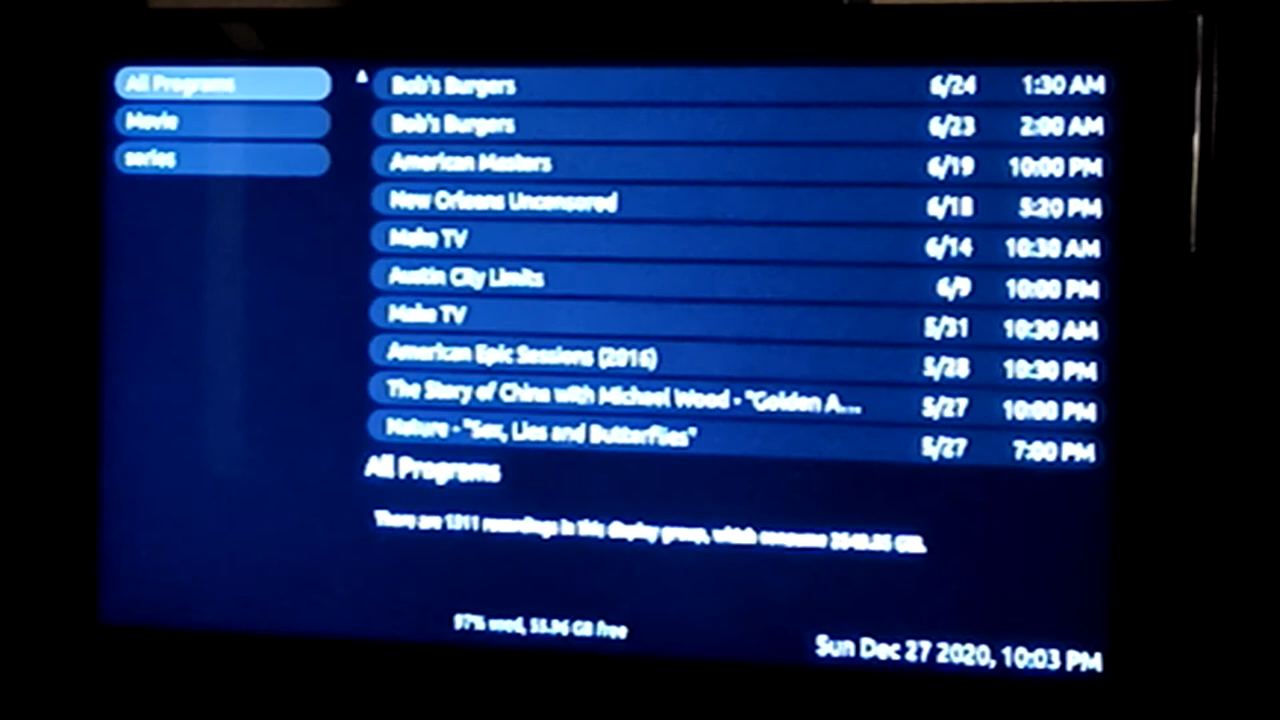 All Programs
Movie
series
Bob's Burgers 6/24 1:30 AM
Bob's Burgers 6/23 2:00 AM
American Masters 6/19 10:00 PM
New Orleans Uncensored 6/18 5:20 PM
Make TV 6/14 10:30 AM
Austin City Limits 6/9 10:00 PM
Make TV 5/31 10:30 AM
American Epic Sessions (2016) 5/28 10:30 PM
The Story of China with Michael Wood - "Golden A... 5/27 10:00 PM
Nature - "Sex, Lies and Butterflies" 5/27 7:00 PM
All Programs
There are 1311 recordings in this display group, which consume GB.
97% used, GB free
Sun Dec 27 2020, 10:03 PM